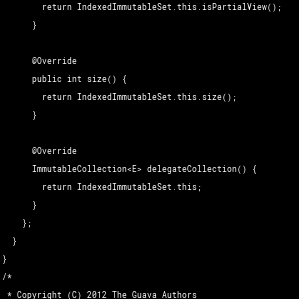 return IndexedImmutableSet.this.isPartialView();
}
@Override
public int size() {
return IndexedImmutableSet.this.size();
}
@Override
ImmutableCollection<E> delegateCollection() {
return IndexedImmutableSet.this;
}
};
}
}
/*
* Copyright (C) 2012 The Guava Authors